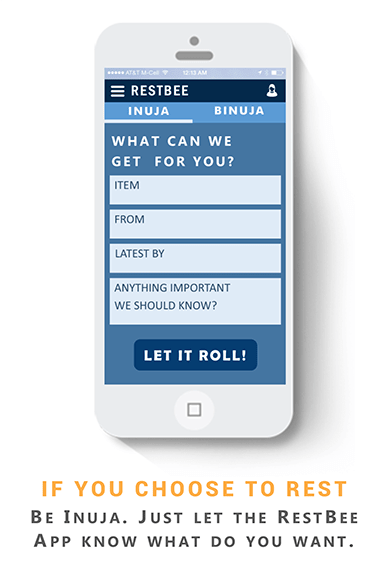 AT&T M-Cell 12:13 AM
RESTBEE
INUJA BINUJA
WHAT CAN WE
GET FOR YOU?
ITEM
FROM
LATEST BY
ANYTHING IMPORTANT
WE SHOULD KNOW?
LET IT ROLL!
IF YOU CHOOSE TO REST
BE INUJA. JUST LET THE RESTBEE
APP KNOW WHAT DO YOU WANT.